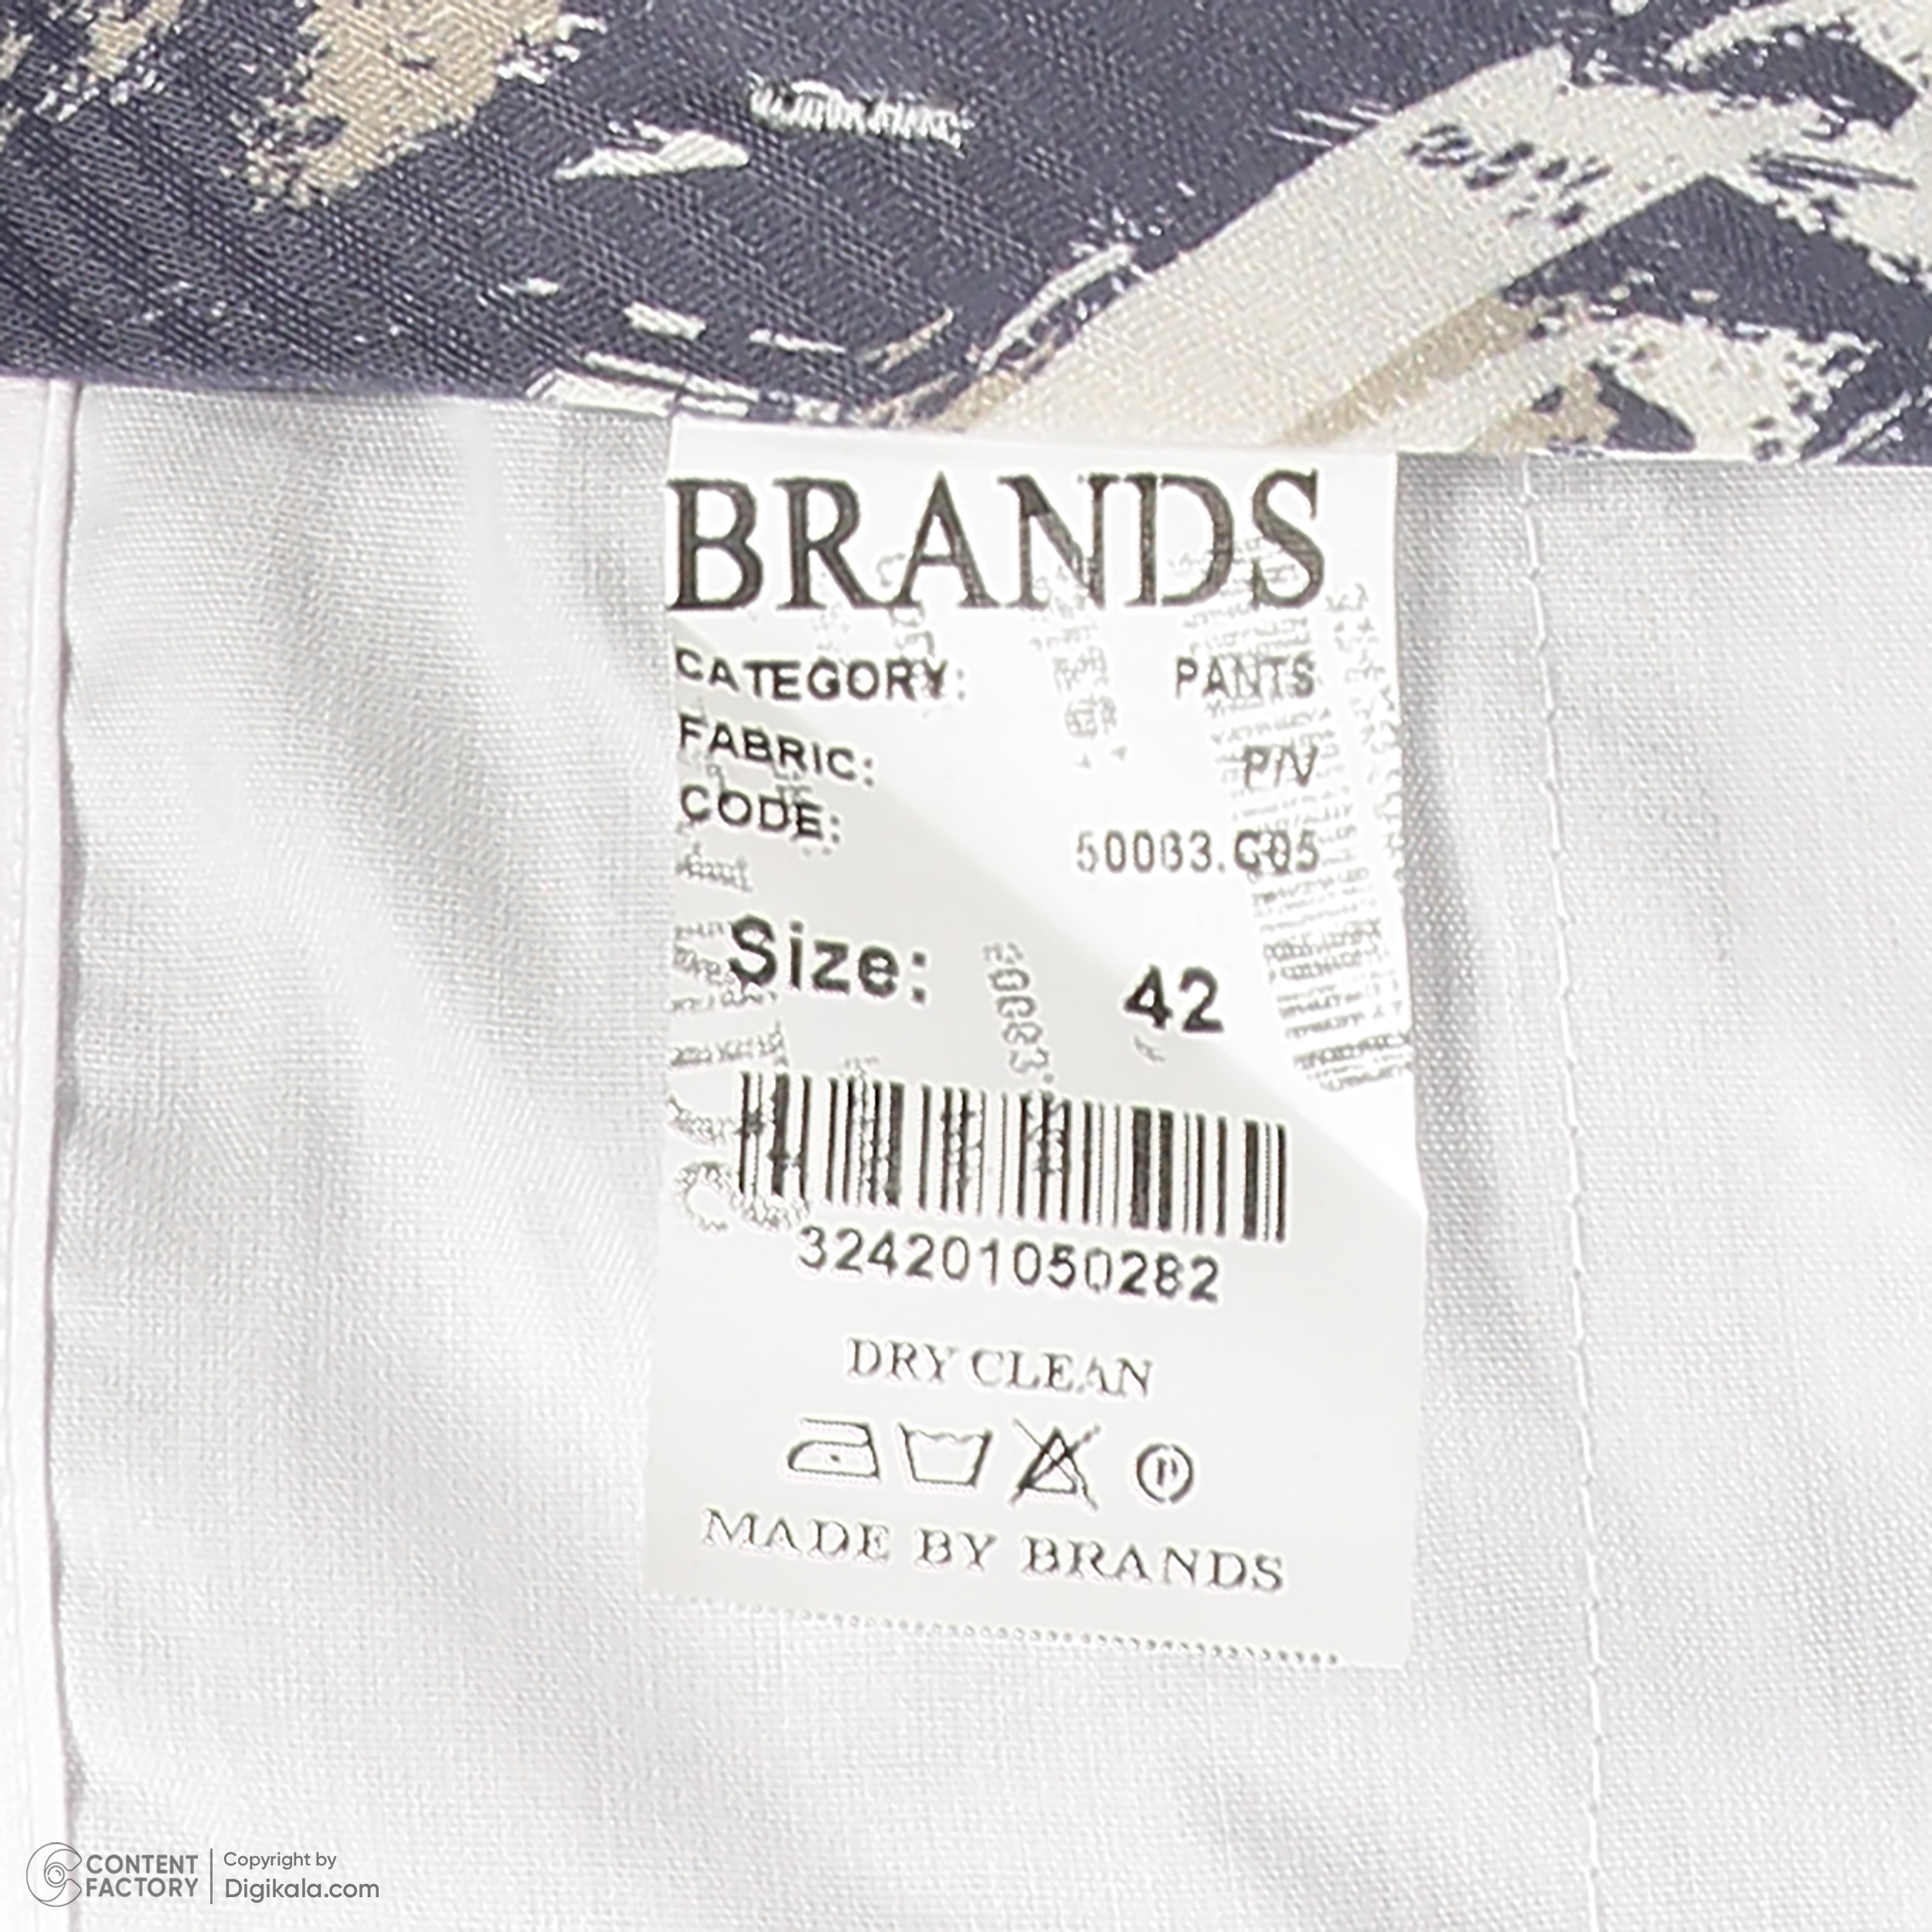 BRANDS
CATEGORY: PANTS
FABRIC: P/V
CODE: 50083.G05
Size: 42
324201050282
DRY CLEAN
P
MADE BY BRANDS
CONTENT FACTORY
Copyright by
Digikala.com